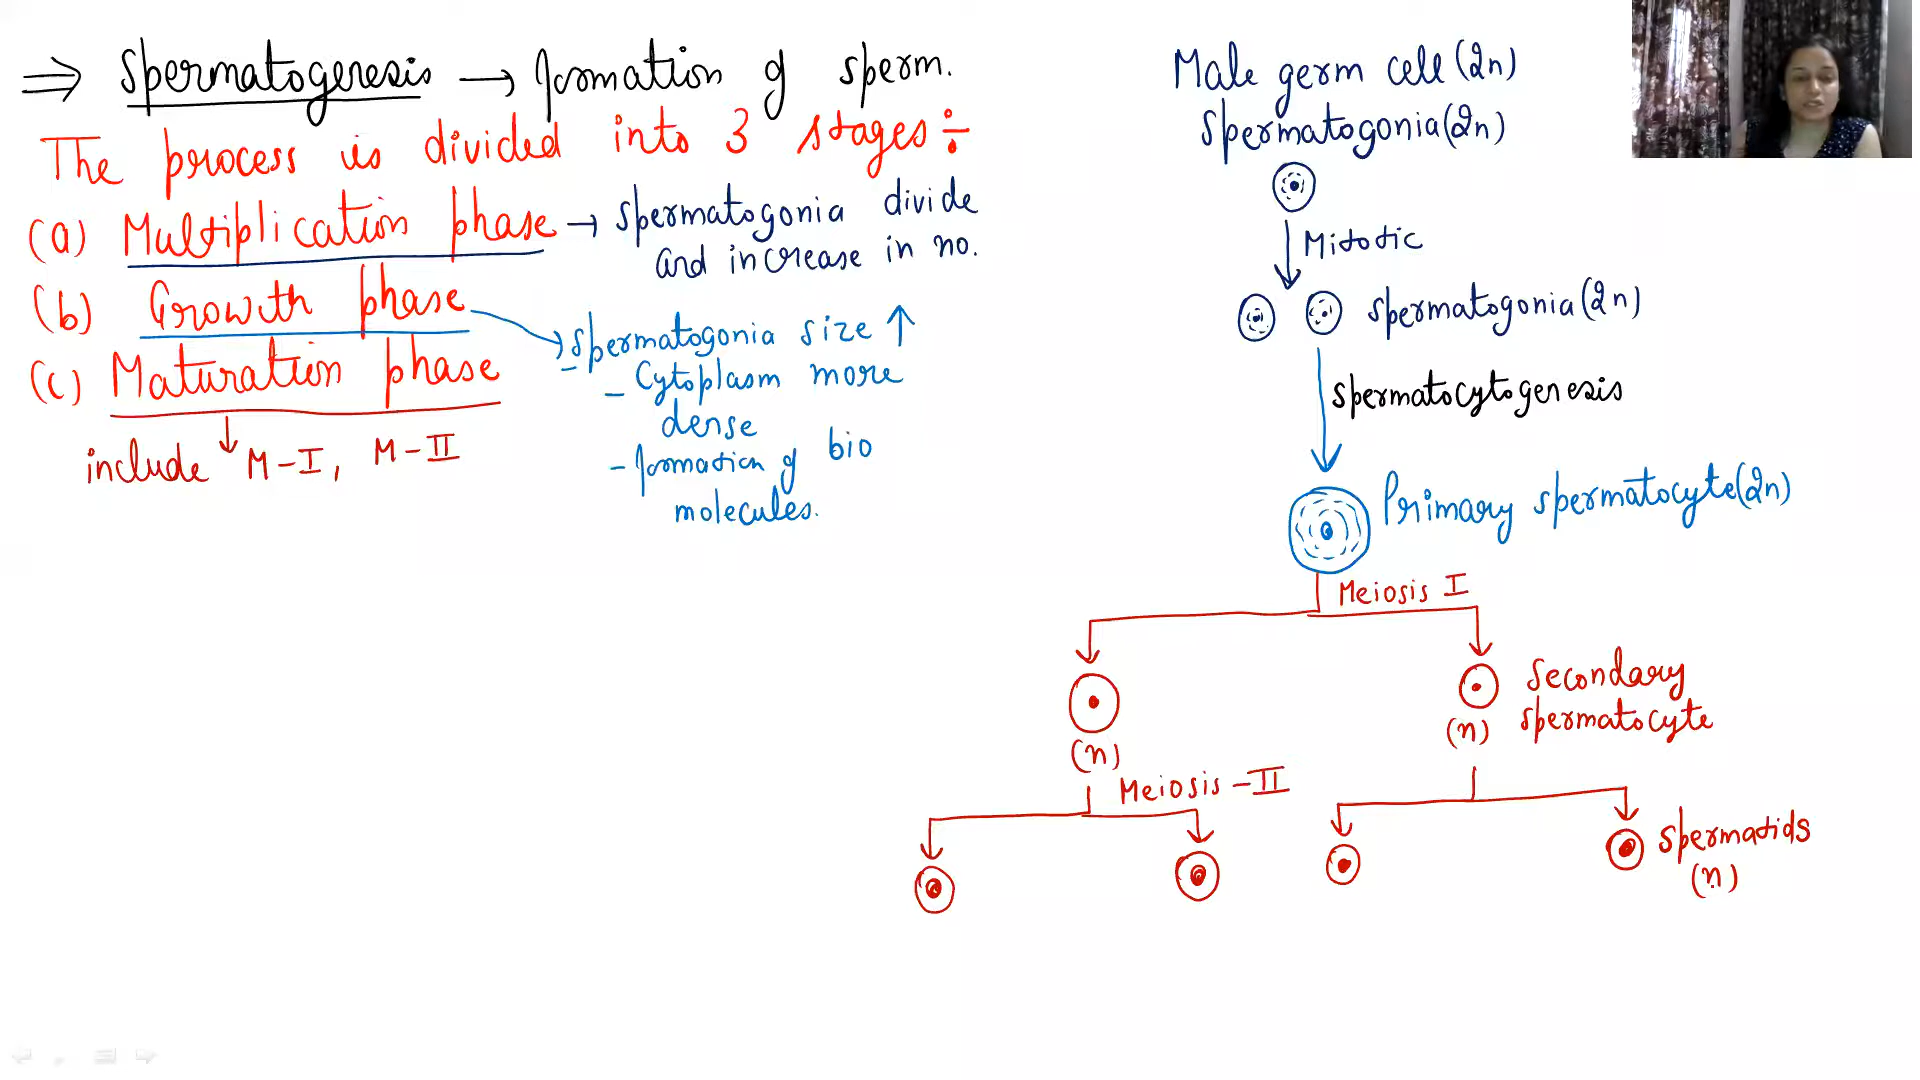 ⇒ Spermatogenesis → formation of sperm.
The process is divided into 3 stages ÷
(a) Multiplication phase → Spermatogonia divide
and increase in no.
(b) Growth phase
→ Spermatogonia size ↑
- Cytoplasm more
dense
- formation of bio
molecules.
(c) Maturation phase
include M-I, M-II
Male germ cell (2n)
Spermatogonia (2n)
Mitotic
Spermatogonia (2n)
Spermatocytogenesis
Primary spermatocyte (2n)
Meiosis I
Secondary
spermatocyte
(n)
(n)
Meiosis - II
Spermatids
(n)